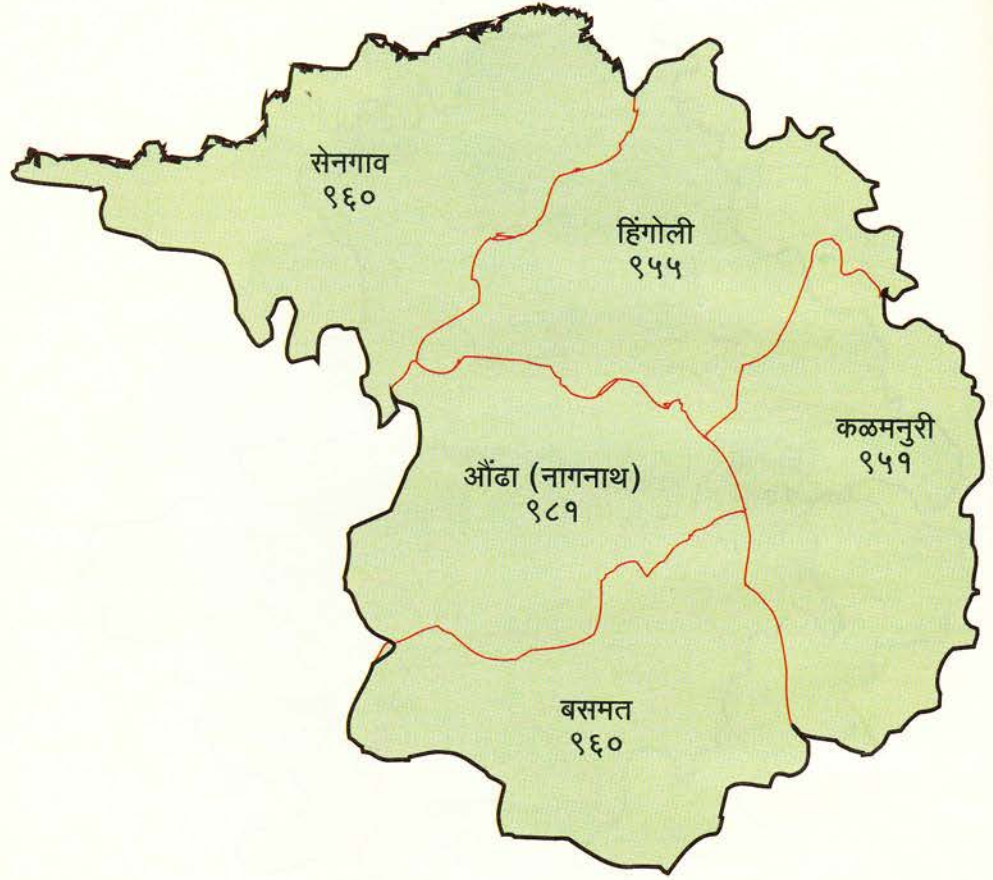 सेनगाव
९६०
हिंगोली
९५५
कळमनुरी
९५१
औंढा (नागनाथ)
९८१
बसमत
९६०